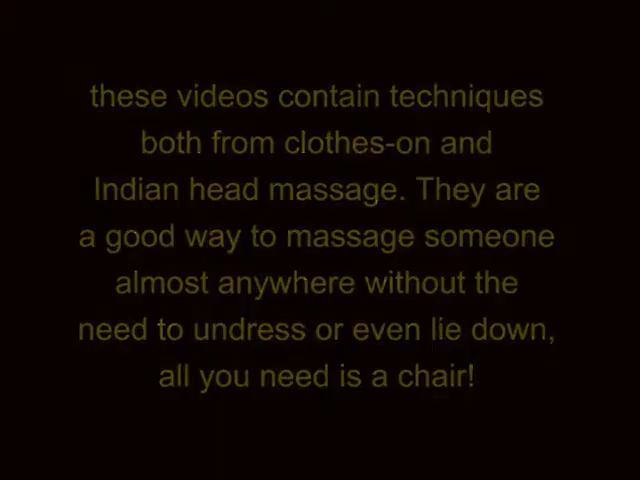 these videos contain techniques
both from clothes-on and
Indian head massage. They are
a good way to massage someone
almost anywhere without the
need to undress or even lie down,
all you need is a chair!